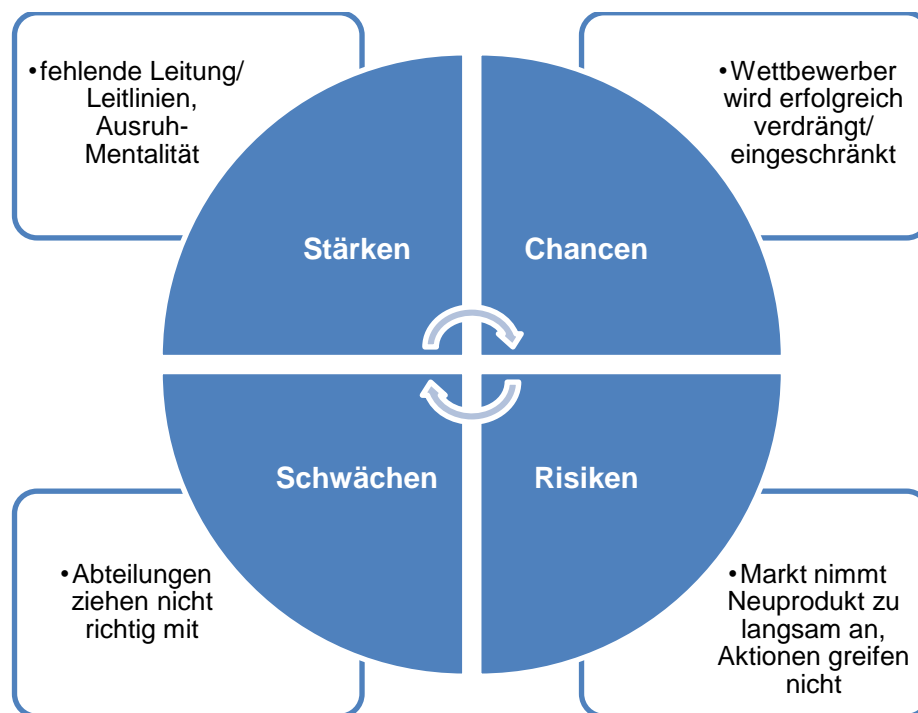 •fehlende Leitung/
Leitlinien,
Ausruh-
Mentalität
•Wettbewerber
wird erfolgreich
verdrängt/
eingeschränkt
Stärken
Chancen
Schwächen
Risiken
•Abteilungen
ziehen nicht
richtig mit
•Markt nimmt
Neuprodukt zu
langsam an,
Aktionen greifen
nicht